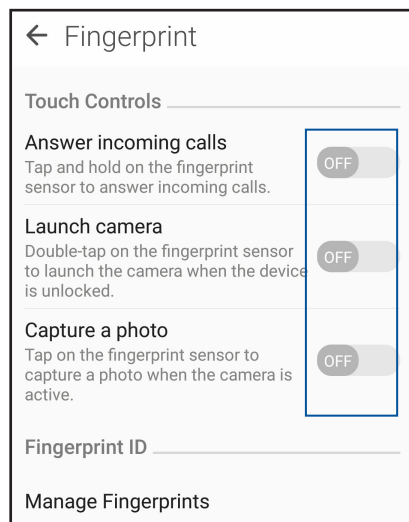 Fingerprint
Touch Controls
Answer incoming calls
Tap and hold on the fingerprint
sensor to answer incoming calls.
OFF
Launch camera
Double-tap on the fingerprint sensor
to launch the camera when the device
is unlocked.
OFF
Capture a photo
Tap on the fingerprint sensor to
capture a photo when the camera is
active.
OFF
Fingerprint ID
Manage Fingerprints